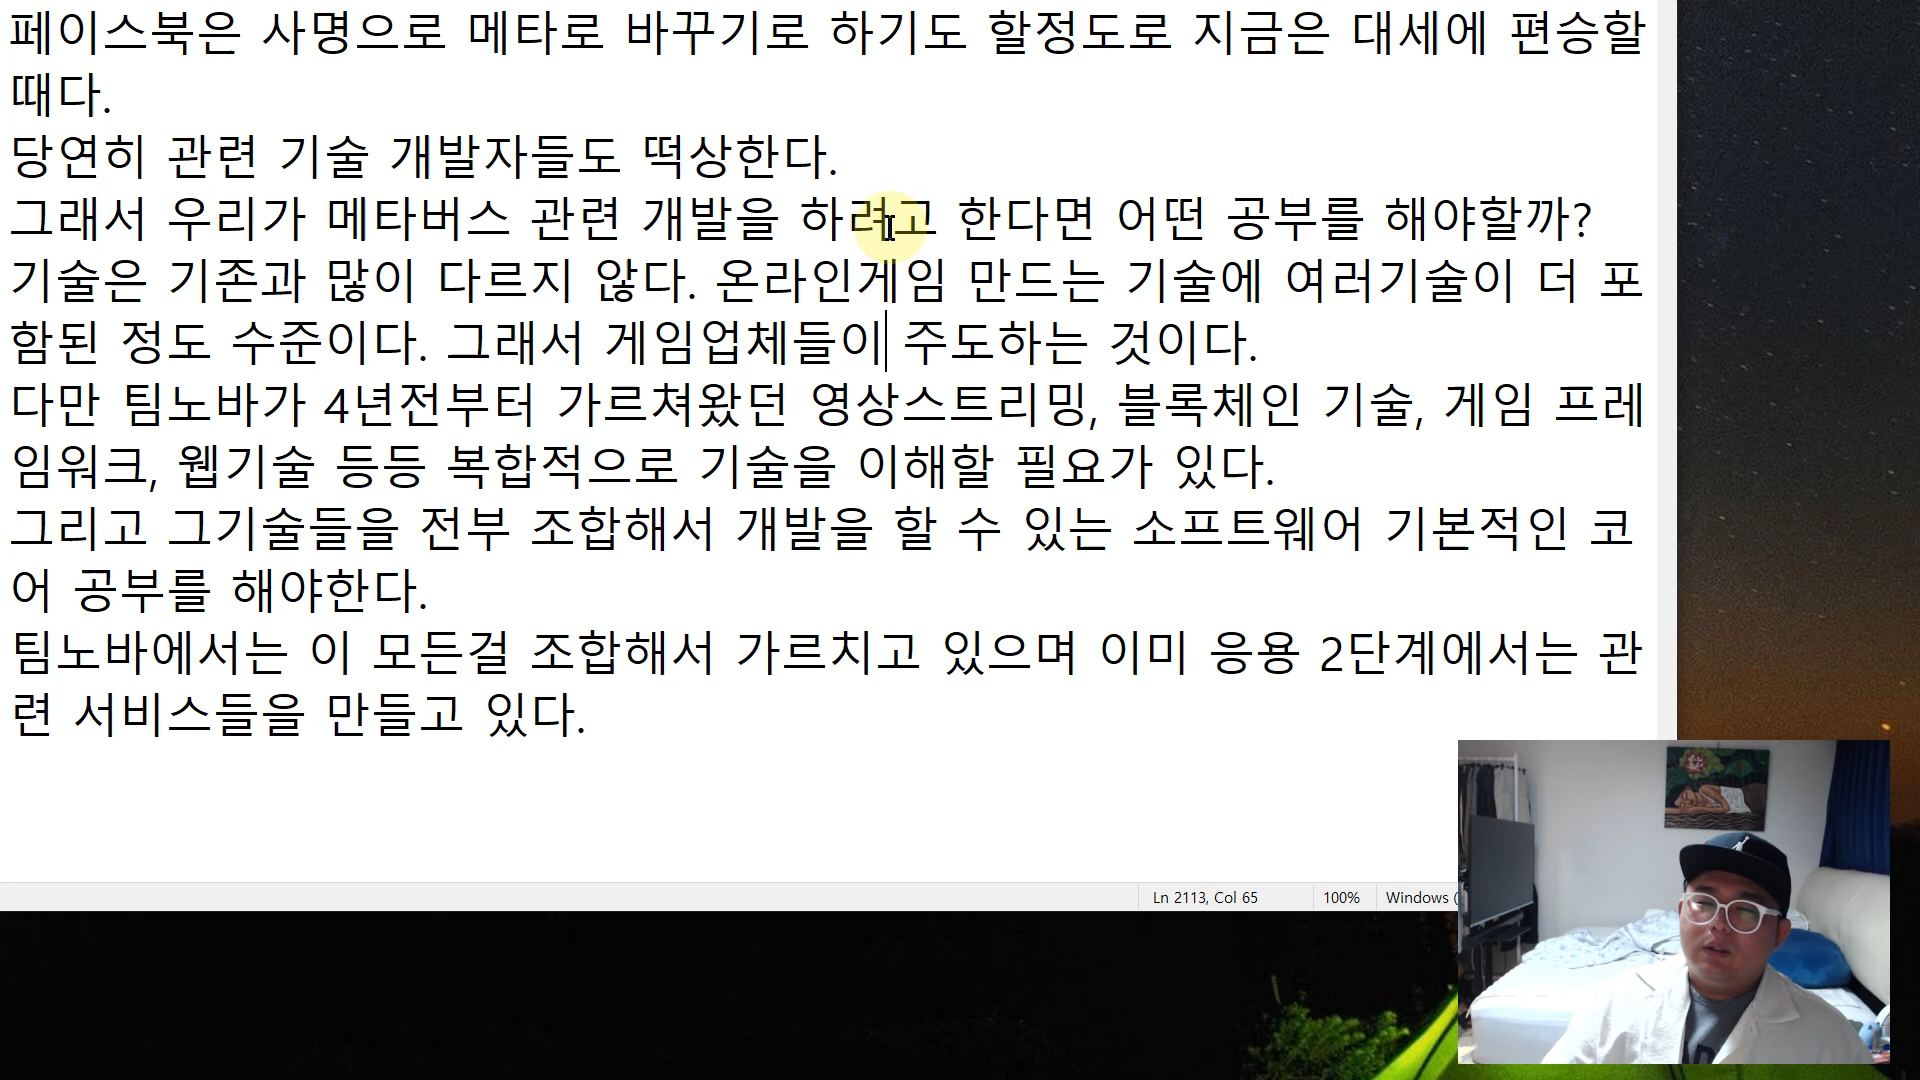 페이스북은 사명으로 메타로 바꾸기로 하기도 할정도로 지금은 대세에 편승할
때다.
당연히 관련 기술 개발자들도 떡상한다.
그래서 우리가 메타버스 관련 개발을 하려고 한다면 어떤 공부를 해야할까?
기술은 기존과 많이 다르지 않다. 온라인게임 만드는 기술에 여러기술이 더 포
함된 정도 수준이다. 그래서 게임업체들이 주도하는 것이다.
다만 팀노바가 4년전부터 가르쳐왔던 영상스트리밍, 블록체인 기술, 게임 프레
임워크, 웹기술 등등 복합적으로 기술을 이해할 필요가 있다.
그리고 그기술들을 전부 조합해서 개발을 할 수 있는 소프트웨어 기본적인 코
어 공부를 해야한다.
팀노바에서는 이 모든걸 조합해서 가르치고 있으며 이미 응용 2단계에서는 관
련 서비스들을 만들고 있다.
Ln 2113, Col 65 100% Windows (